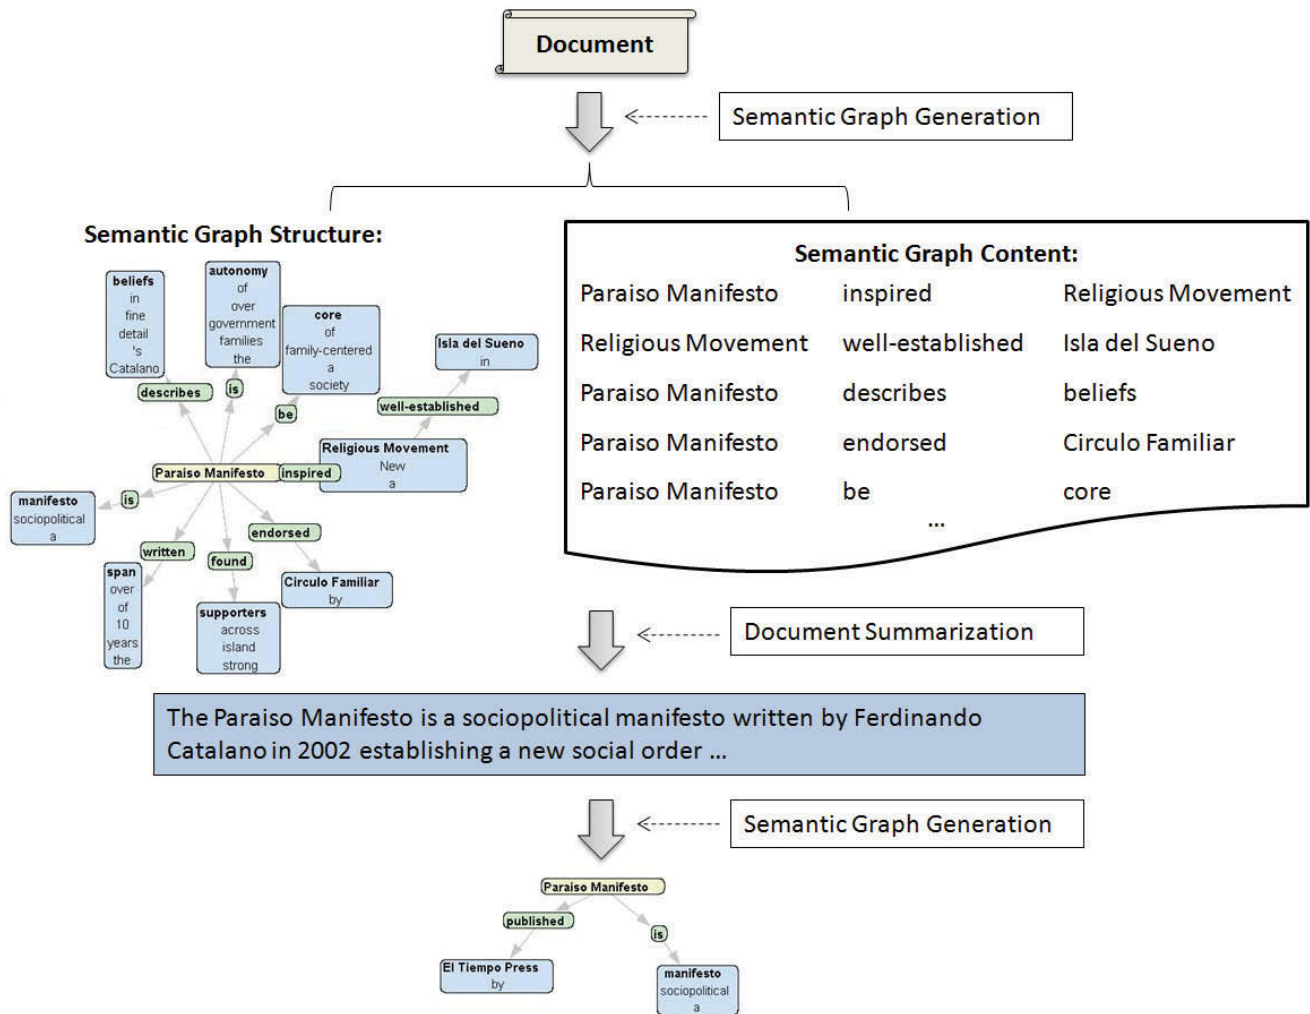 Document
Semantic Graph Generation
Semantic Graph Structure:
beliefs
in
fine
detail
's
Catalano
autonomy
of
over
government
families
the
core
of
family-centered
a
society
Isla del Sueno
in
describes
is
be
well-established
Religious Movement
New
a
Paraiso Manifesto
inspired
manifesto
sociopolitical
a
is
written
found
endorsed
span
over
of
10
years
the
supporters
across
island
strong
Circulo Familiar
by
Semantic Graph Content:
Paraiso Manifesto inspired Religious Movement
Religious Movement well-established Isla del Sueno
Paraiso Manifesto describes beliefs
Paraiso Manifesto endorsed Circulo Familiar
Paraiso Manifesto be core
...
Document Summarization
The Paraiso Manifesto is a sociopolitical manifesto written by Ferdinando
Catalano in 2002 establishing a new social order ...
Semantic Graph Generation
Paraiso Manifesto
published
is
El Tiempo Press
by
manifesto
sociopolitical
a